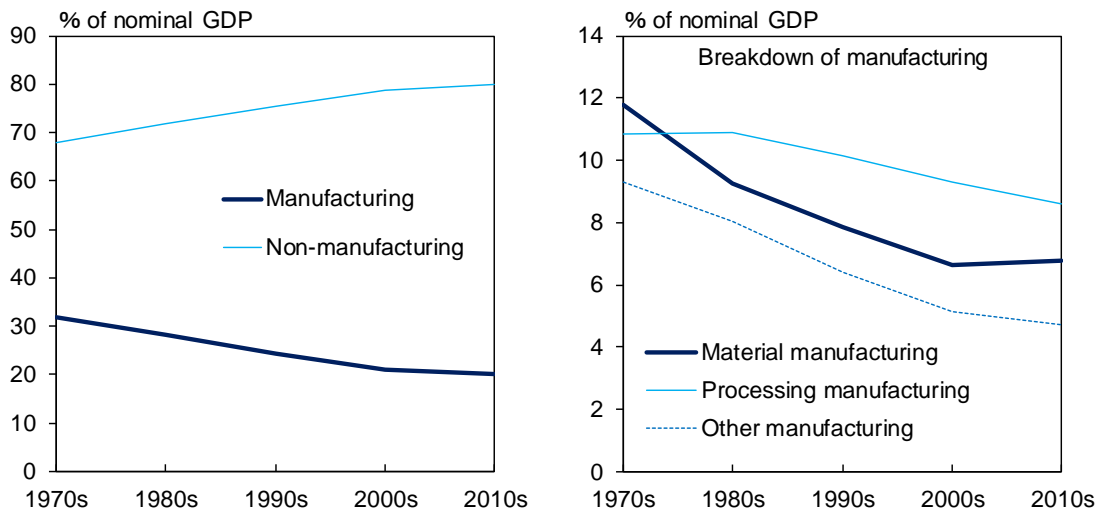 % of nominal GDP
90
80
70
60
50
40
30
20
10
0
Manufacturing
Non-manufacturing
1970s 1980s 1990s 2000s 2010s
% of nominal GDP
Breakdown of manufacturing
14
12
10
8
6
4
2
0
Material manufacturing
Processing manufacturing
Other manufacturing
1970s 1980s 1990s 2000s 2010s